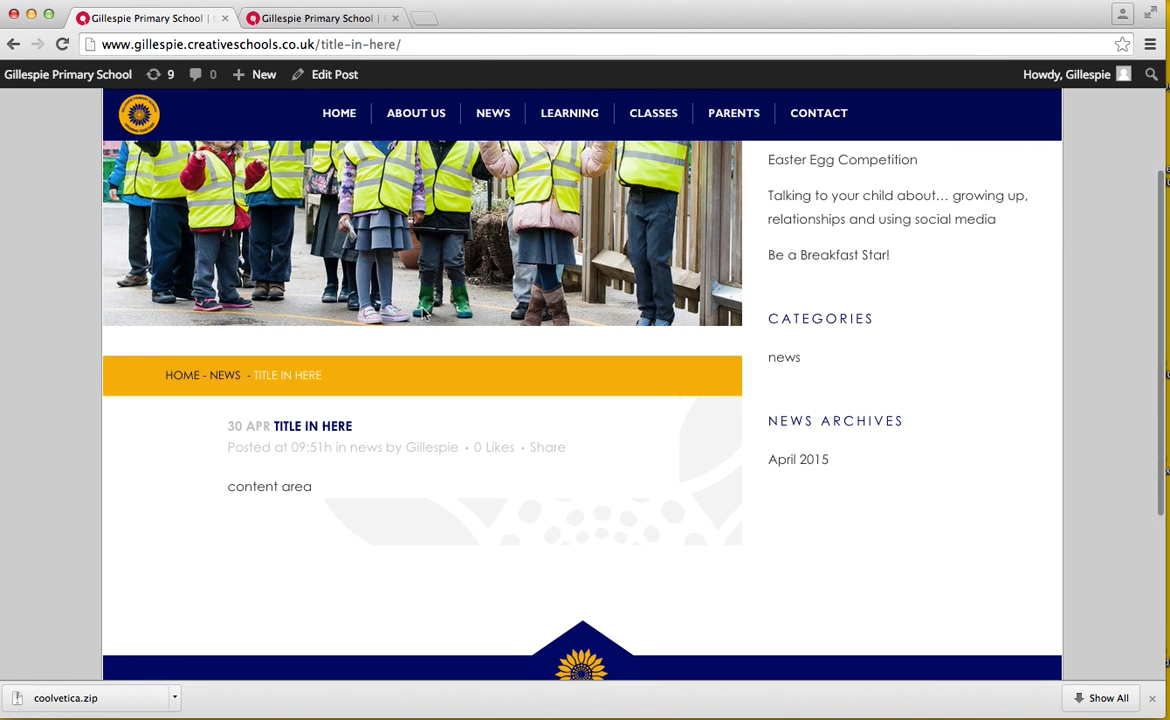 Gillespie Primary School |
Gillespie Primary School |
www.gillespie.creativeschools.co.uk/title-in-here/
Gillespie Primary School 9 0 New Edit Post Howdy, Gillespie
HOME ABOUT US NEWS LEARNING CLASSES PARENTS CONTACT
Easter Egg Competition
Talking to your child about... growing up,
relationships and using social media
Be a Breakfast Star!
CATEGORIES
news
NEWS ARCHIVES
April 2015
HOME - NEWS - TITLE IN HERE
30 APR TITLE IN HERE
Posted at 09:51h in news by Gillespie • 0 Likes • Share
content area
coolvetica.zip
Show All